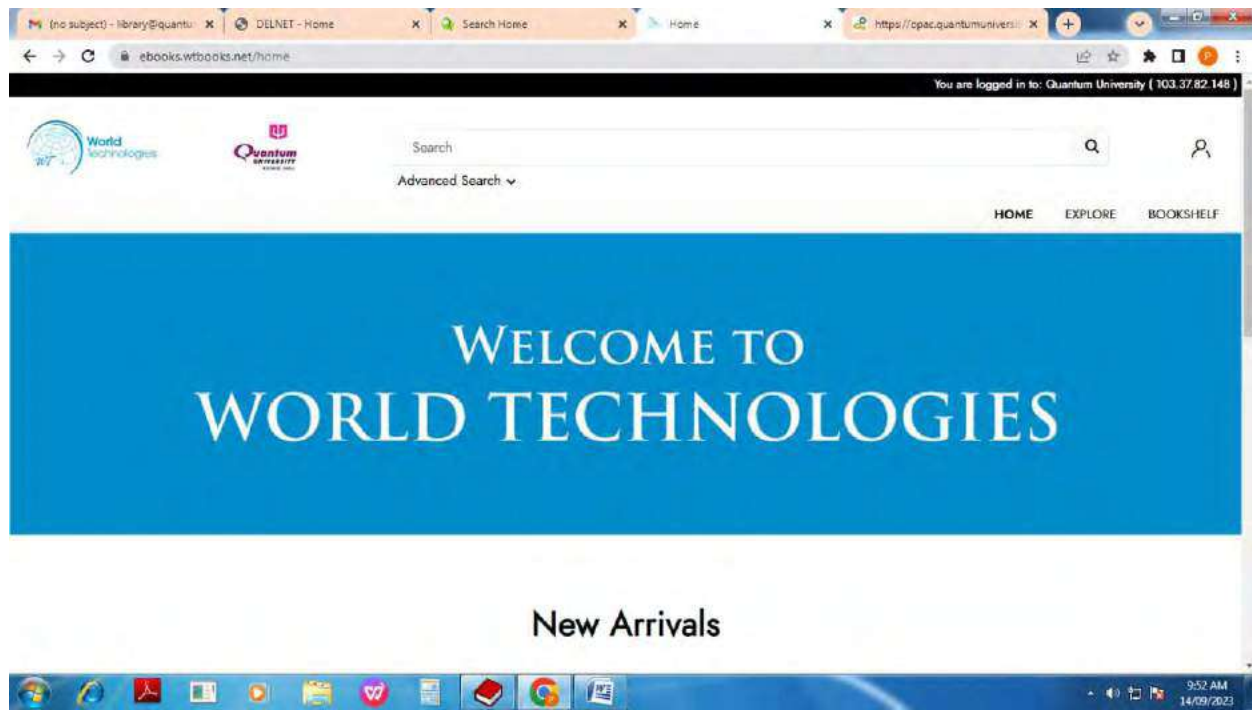 (no subject) - library@quantu
DELNET - Home
Search Home
Home
https://opac.quantumuniversi
ebooks.wtbooks.net/home
You are logged in to: Quantum University ( 103.37.82.148 )
World
Technologies
WT
Quantum
UNIVERSITY
Search
Advanced Search
HOME EXPLORE BOOKSHELF
WELCOME TO
WORLD TECHNOLOGIES
New Arrivals
9:52 AM
14/09/2023